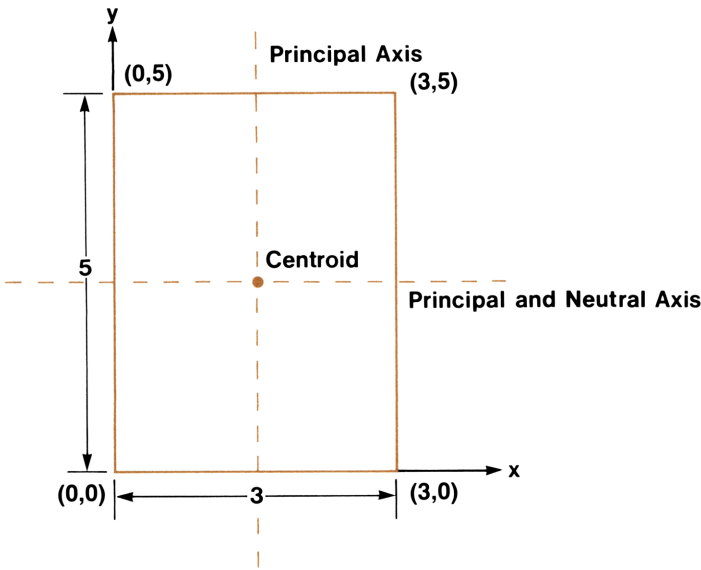 y
Principal Axis
(0,5)
(3,5)
Centroid
5
Principal and Neutral Axis
x
(0,0)
3
(3,0)